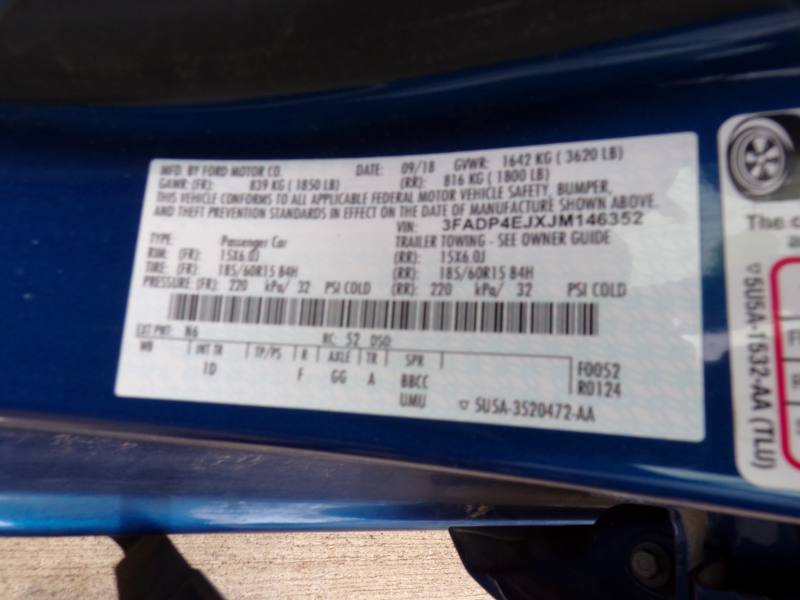 MFD. BY FORD MOTOR CO. DATE: 09/18 GVWR: 1642 KG ( 3620 LB)
GAWR: (FR): 839 KG ( 1850 LB) (RR): 816 KG ( 1800 LB)
THIS VEHICLE CONFORMS TO ALL APPLICABLE FEDERAL MOTOR VEHICLE SAFETY, BUMPER,
AND THEFT PREVENTION STANDARDS IN EFFECT ON THE DATE OF MANUFACTURE SHOWN ABOVE.
VIN: 3FADP4EJXJM146352
TYPE: Passenger Car TRAILER TOWING - SEE OWNER GUIDE
RIM: (FR) 15X6.0J (RR): 15X6.0J
TIRE: (FR) 185/60R15 84H (RR): 185/60R15 84H
PRESSURE (FR): 220 kPa/ 32 PSI COLD (RR): 220 kPa/ 32 PSI COLD
EXT PNT: N6 RC: 52 DSO:
WB INT TR TP/PS R AXLE TR SPR
1D F GG A BBCC
UMU
F0052
R0124
▽ 5U5A-3520472-AA
The
▽ 5U5A-1532-AA (TLU)